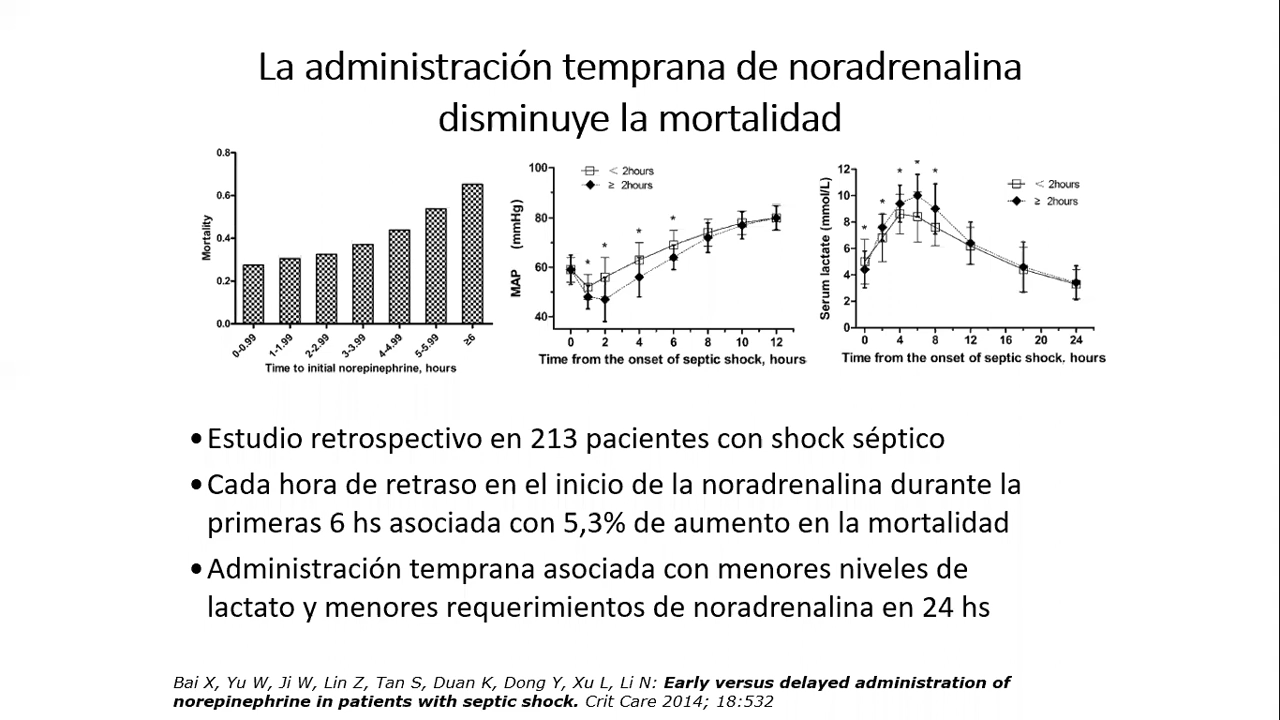 La administración temprana de noradrenalina
disminuye la mortalidad
0.8
0.6
0.4
0.2
0.0
Mortality
0-0.99
1-1.99
2-2.99
3-3.99
4-4.99
5-5.99
≥6
Time to initial norepinephrine, hours
100
80
60
40
MAP (mmHg)
< 2hours
≥ 2hours
* * * *
0 2 4 6 8 10 12
Time from the onset of septic shock, hours
12
10
8
6
4
2
0
Serum lactate (mmol/L)
< 2hours
≥ 2hours
* * * * *
0 4 8 12 16 20 24
Time from the onset of septic shock, hours
•Estudio retrospectivo en 213 pacientes con shock séptico
•Cada hora de retraso en el inicio de la noradrenalina durante la
primeras 6 hs asociada con 5,3% de aumento en la mortalidad
•Administración temprana asociada con menores niveles de
lactato y menores requerimientos de noradrenalina en 24 hs
Bai X, Yu W, Ji W, Lin Z, Tan S, Duan K, Dong Y, Xu L, Li N: Early versus delayed administration of
norepinephrine in patients with septic shock. Crit Care 2014; 18:532